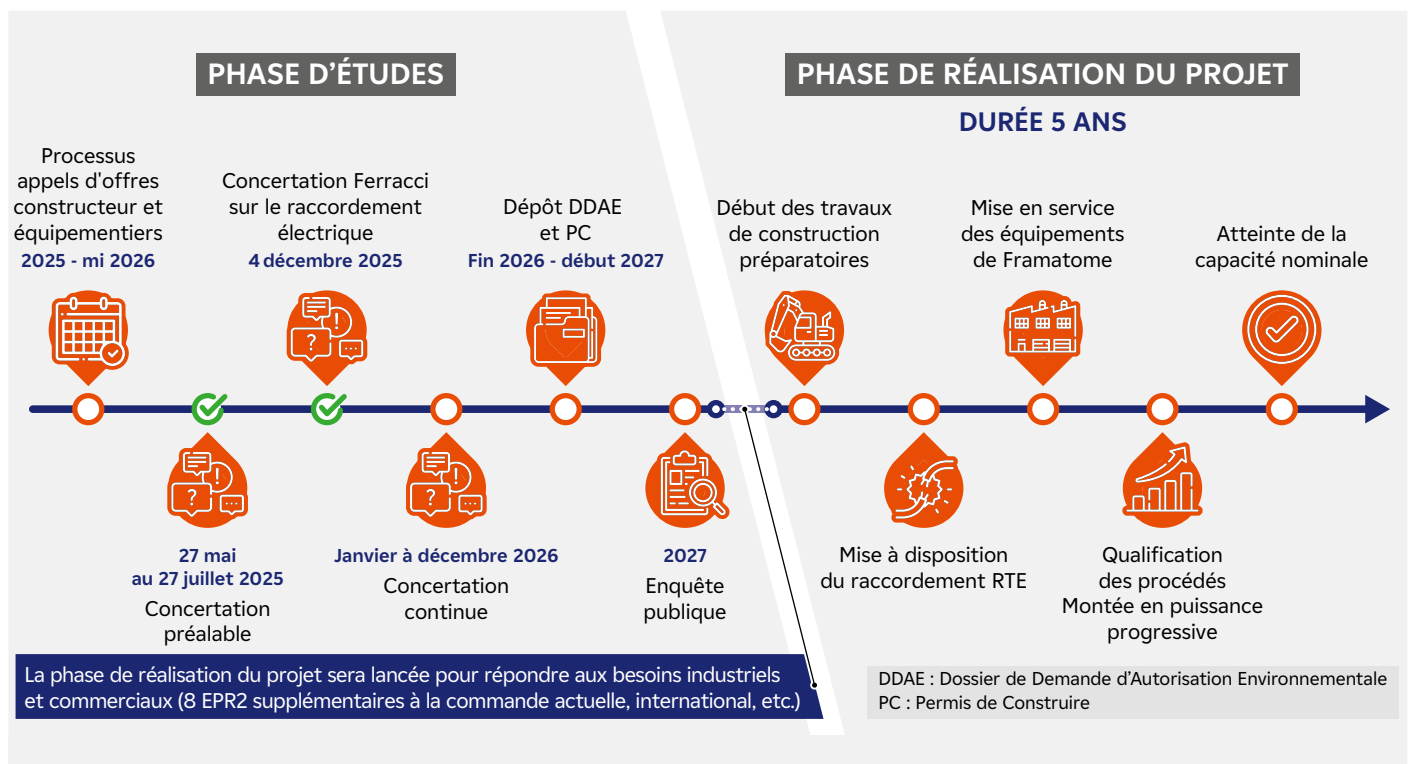 PHASE D'ÉTUDES
Processus
appels d'offres
constructeur et
équipementiers
2025 - mi 2026
Concertation Ferracci
sur le raccordement
électrique
4 décembre 2025
Dépôt DDAE
et PC
Fin 2026 - début 2027
27 mai
au 27 juillet 2025
Concertation
préalable
Janvier à décembre 2026
Concertation
continue
2027
Enquête
publique
La phase de réalisation du projet sera lancée pour répondre aux besoins industriels
et commerciaux (8 EPR2 supplémentaires à la commande actuelle, international, etc.)
PHASE DE RÉALISATION DU PROJET
DURÉE 5 ANS
Début des travaux
de construction
préparatoires
Mise en service
des équipements
de Framatome
Atteinte de la
capacité nominale
Mise à disposition
du raccordement RTE
Qualification
des procédés
Montée en puissance
progressive
DDAE : Dossier de Demande d'Autorisation Environnementale
PC : Permis de Construire